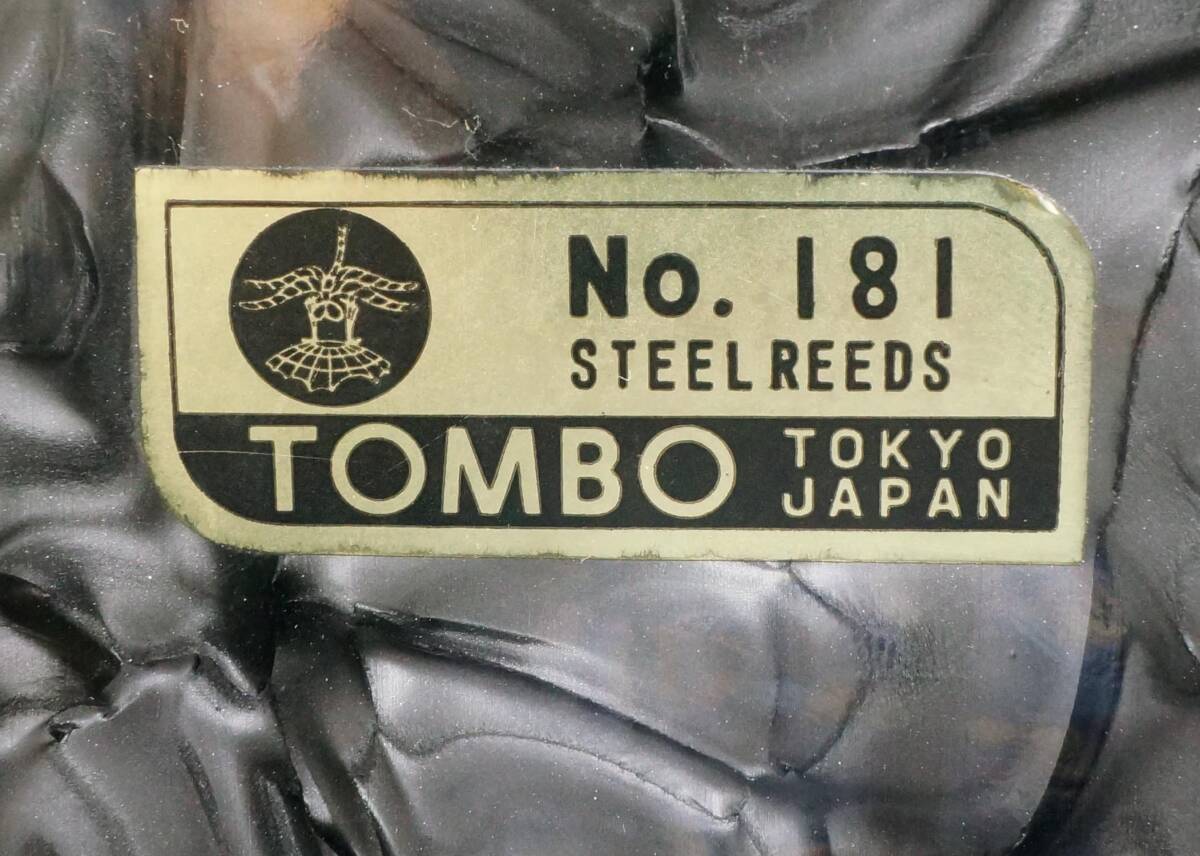 No. 181
STEEL REEDS
TOMBO
TOKYO
JAPAN